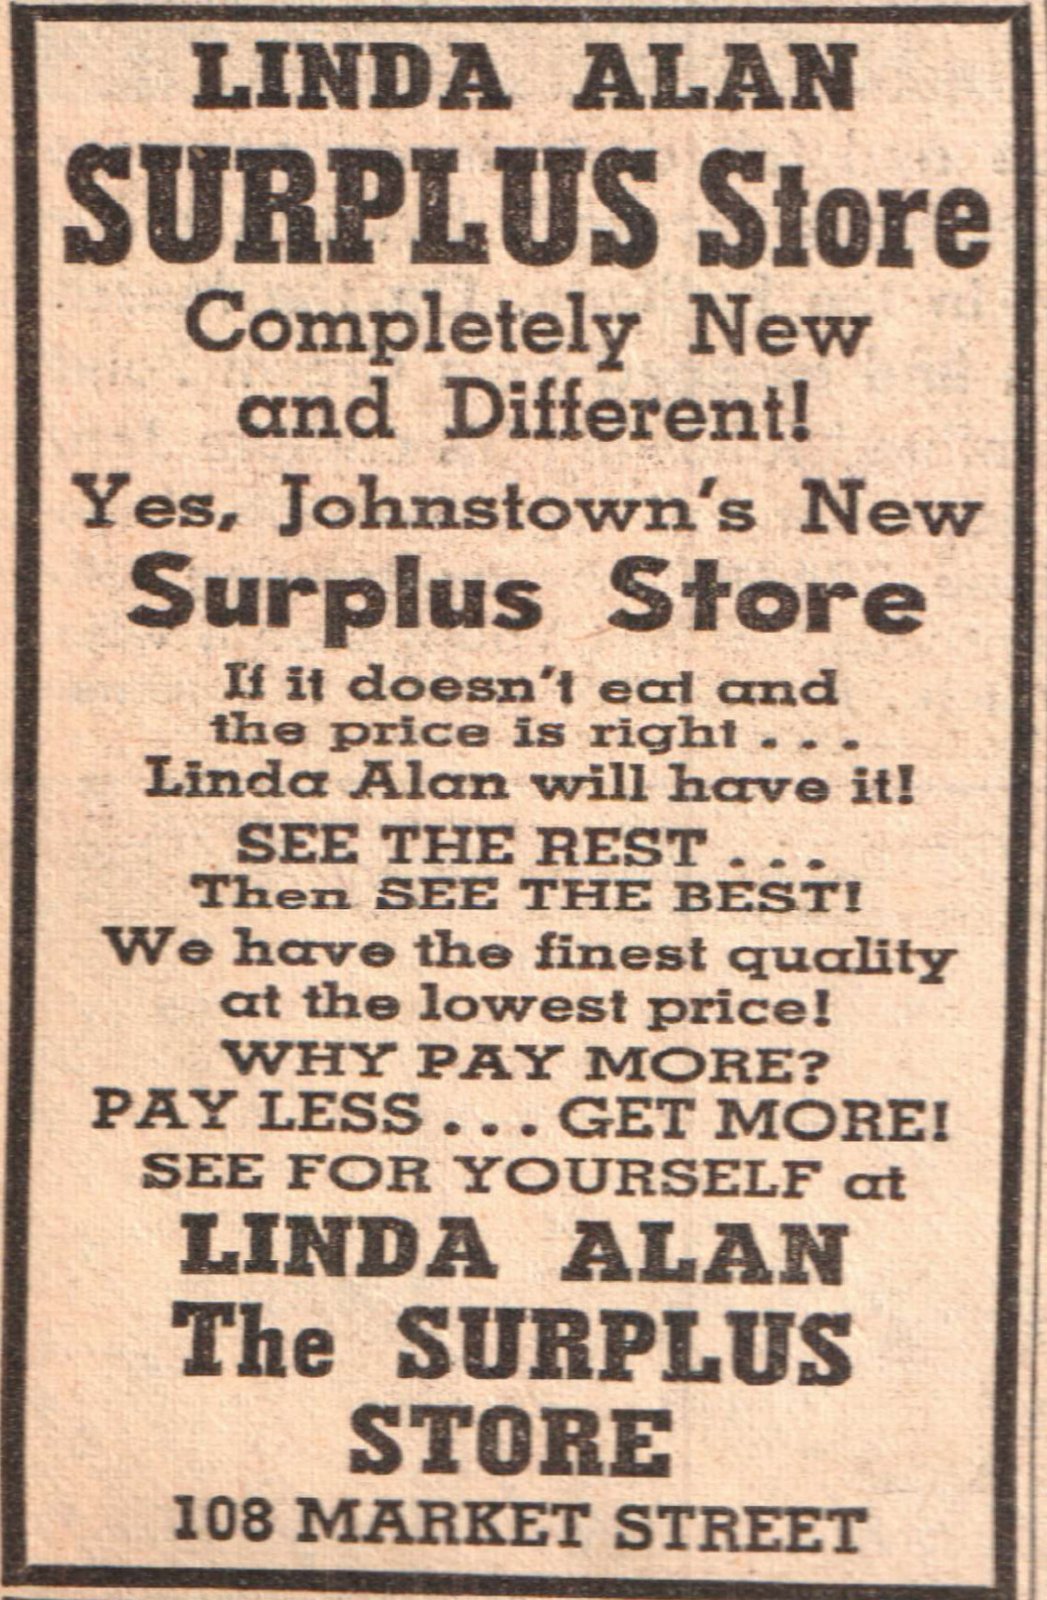 LINDA ALAN
SURPLUS Store
Completely New
and Different!
Yes, Johnstown's New
Surplus Store
If it doesn't eat and
the price is right . . .
Linda Alan will have it!
SEE THE REST . . .
Then SEE THE BEST!
We have the finest quality
at the lowest price!
WHY PAY MORE?
PAY LESS . . . GET MORE!
SEE FOR YOURSELF at
LINDA ALAN
The SURPLUS
STORE
108 MARKET STREET